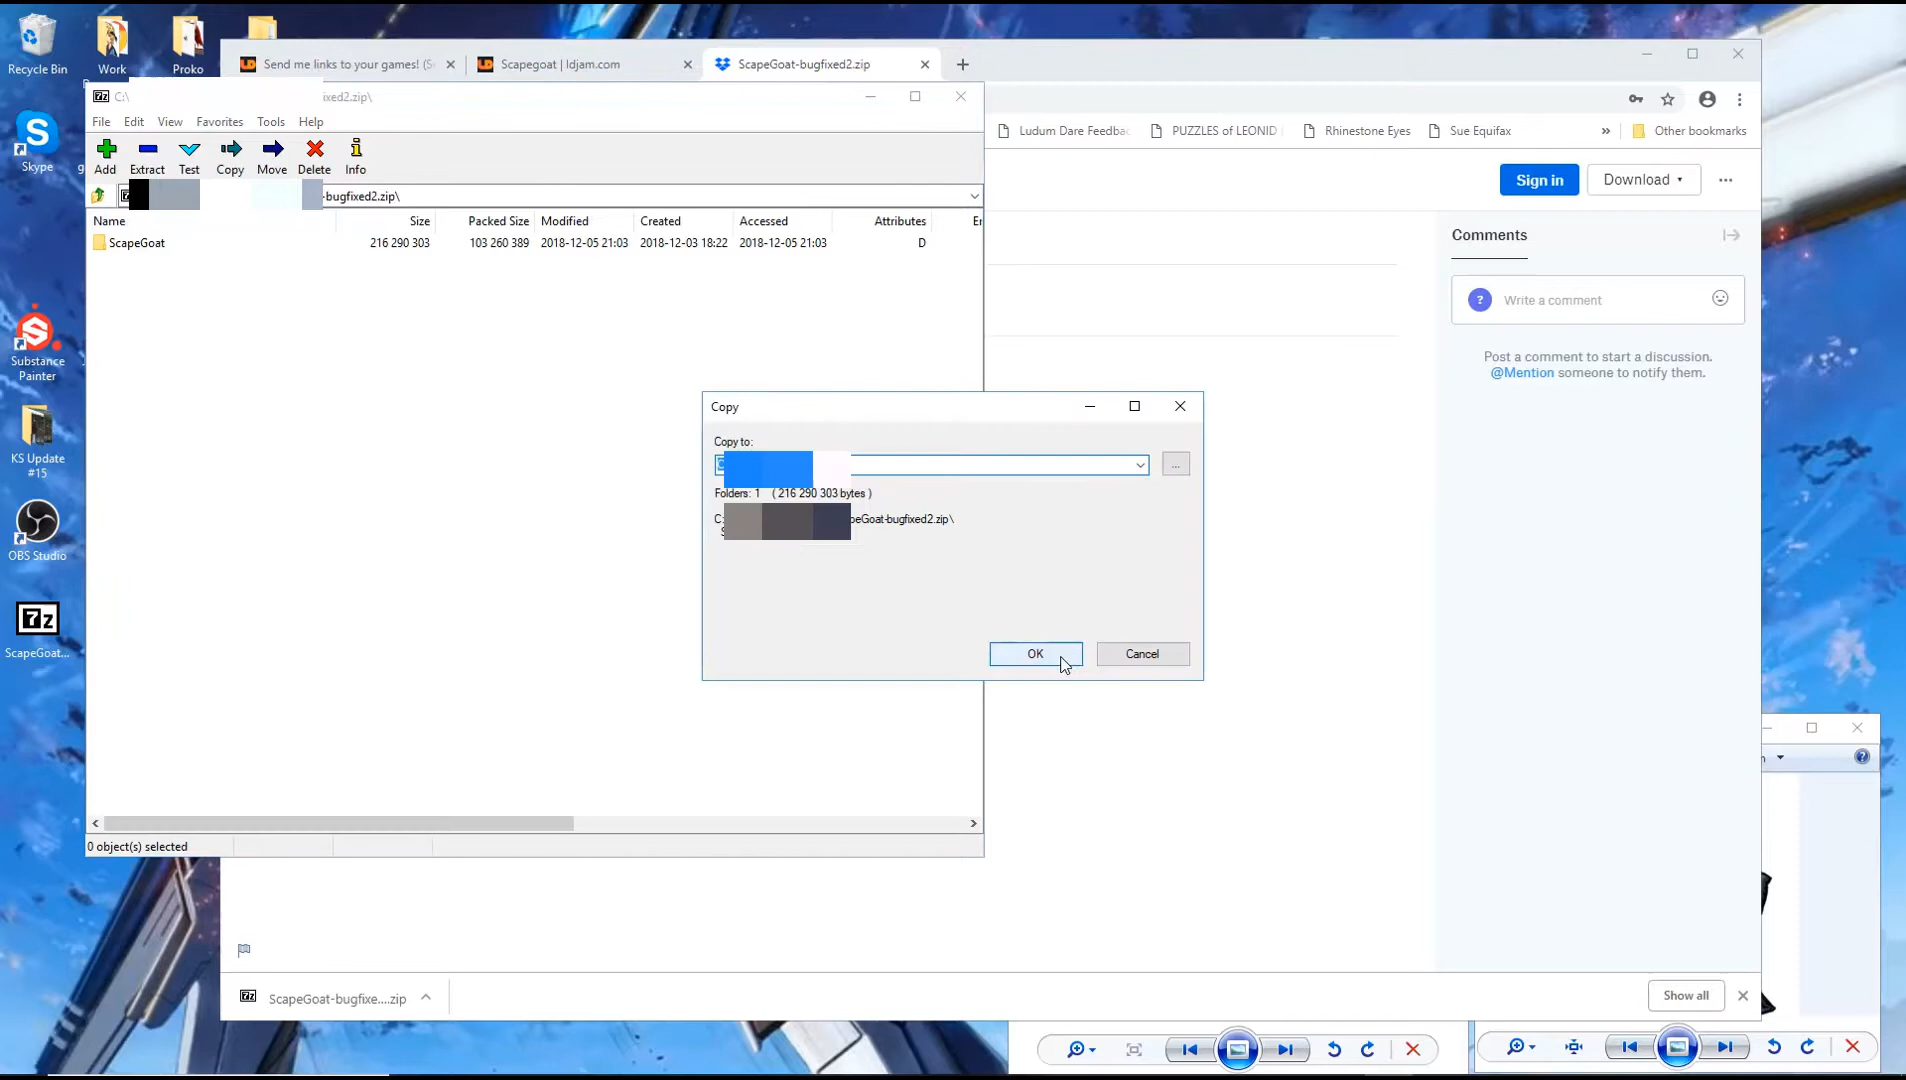 Recycle Bin
Work
Proko
Skype
Substance
Painter
KS Update
#15
OBS Studio
7z
ScapeGoat...
Send me links to your games! (S
Scapegoat | ldjam.com
ScapeGoat-bugfixed2.zip
Ludum Dare Feedbac
PUZZLES of LEONID
Rhinestone Eyes
Sue Equifax
»
Other bookmarks
7z C:\ ixed2.zip\
File Edit View Favorites Tools Help
Add Extract Test Copy Move Delete Info
-bugfixed2.zip\
Name Size Packed Size Modified Created Accessed Attributes
ScapeGoat 216 290 303 103 260 389 2018-12-05 21:03 2018-12-03 18:22 2018-12-05 21:03 D
0 object(s) selected
Sign in
Download
Comments
? Write a comment
Post a comment to start a discussion.
@Mention someone to notify them.
Copy
Copy to:
...
Folders: 1 ( 216 290 303 bytes )
C: peGoat-bugfixed2.zip\
OK
Cancel
7z ScapeGoat-bugfixe....zip
Show all